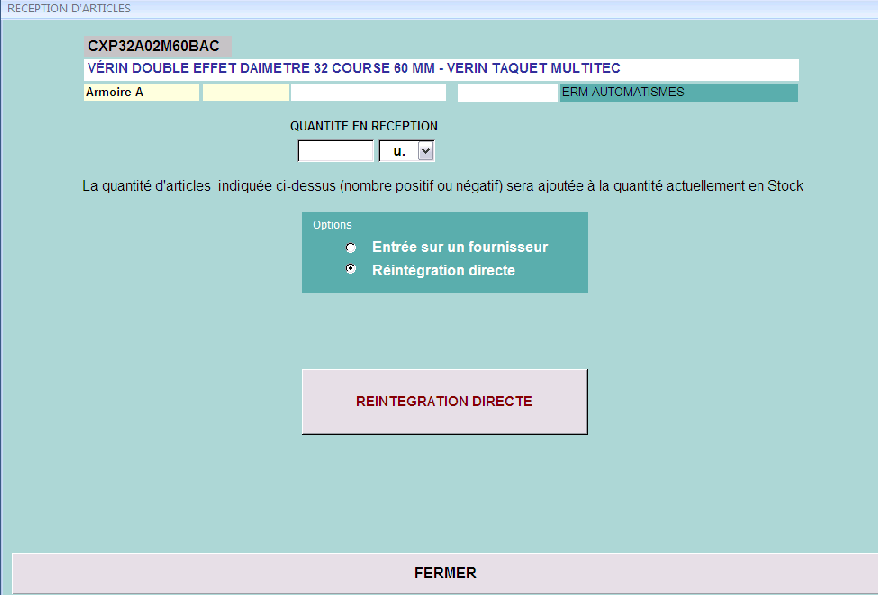 RECEPTION D'ARTICLES
CXP32A02M60BAC
VÉRIN DOUBLE EFFET DAIMETRE 32 COURSE 60 MM - VERIN TAQUET MULTITEC
Armoire A ERM AUTOMATISMES
QUANTITE EN RECEPTION
u.
La quantité d'articles indiquée ci-dessus (nombre positif ou négatif) sera ajoutée à la quantité actuellement en Stock
Options
Entrée sur un fournisseur
Réintégration directe
REINTEGRATION DIRECTE
FERMER